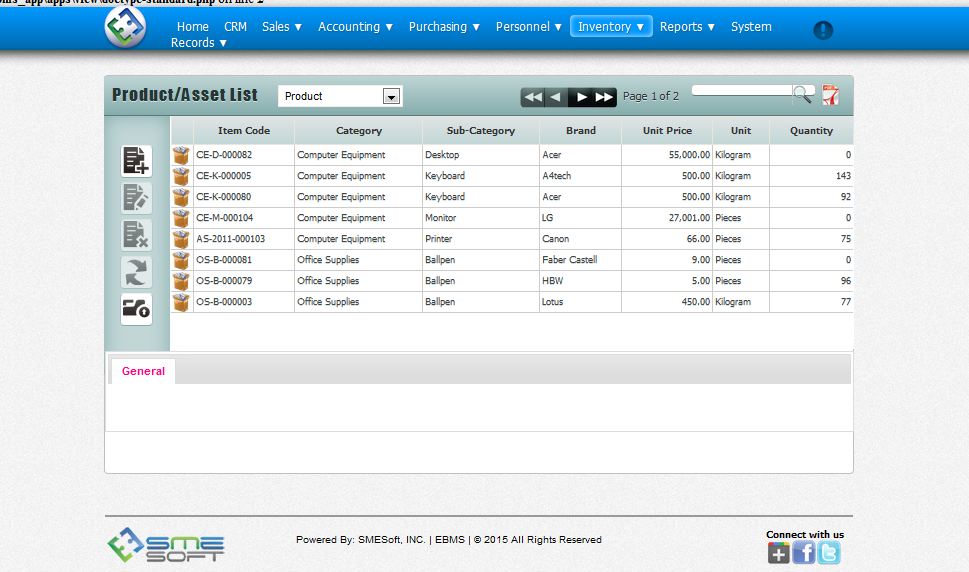 \apps\view\doctype-standard.php on line 2
Home CRM Sales ▼ Accounting ▼ Purchasing ▼ Personnel ▼ Inventory ▼ Reports ▼ System
Records ▼
Product/Asset List Product Page 1 of 2
Item Code Category Sub-Category Brand Unit Price Unit Quantity
CE-D-000082 Computer Equipment Desktop Acer 55,000.00 Kilogram 0
CE-K-000005 Computer Equipment Keyboard A4tech 500.00 Kilogram 143
CE-K-000080 Computer Equipment Keyboard Acer 500.00 Kilogram 92
CE-M-000104 Computer Equipment Monitor LG 27,001.00 Pieces 0
AS-2011-000103 Computer Equipment Printer Canon 66.00 Pieces 75
OS-B-000081 Office Supplies Ballpen Faber Castell 9.00 Pieces 0
OS-B-000079 Office Supplies Ballpen HBW 5.00 Pieces 96
OS-B-000003 Office Supplies Ballpen Lotus 450.00 Kilogram 77
General
SME SOFT
Powered By: SMESoft, INC. | EBMS | © 2015 All Rights Reserved
Connect with us